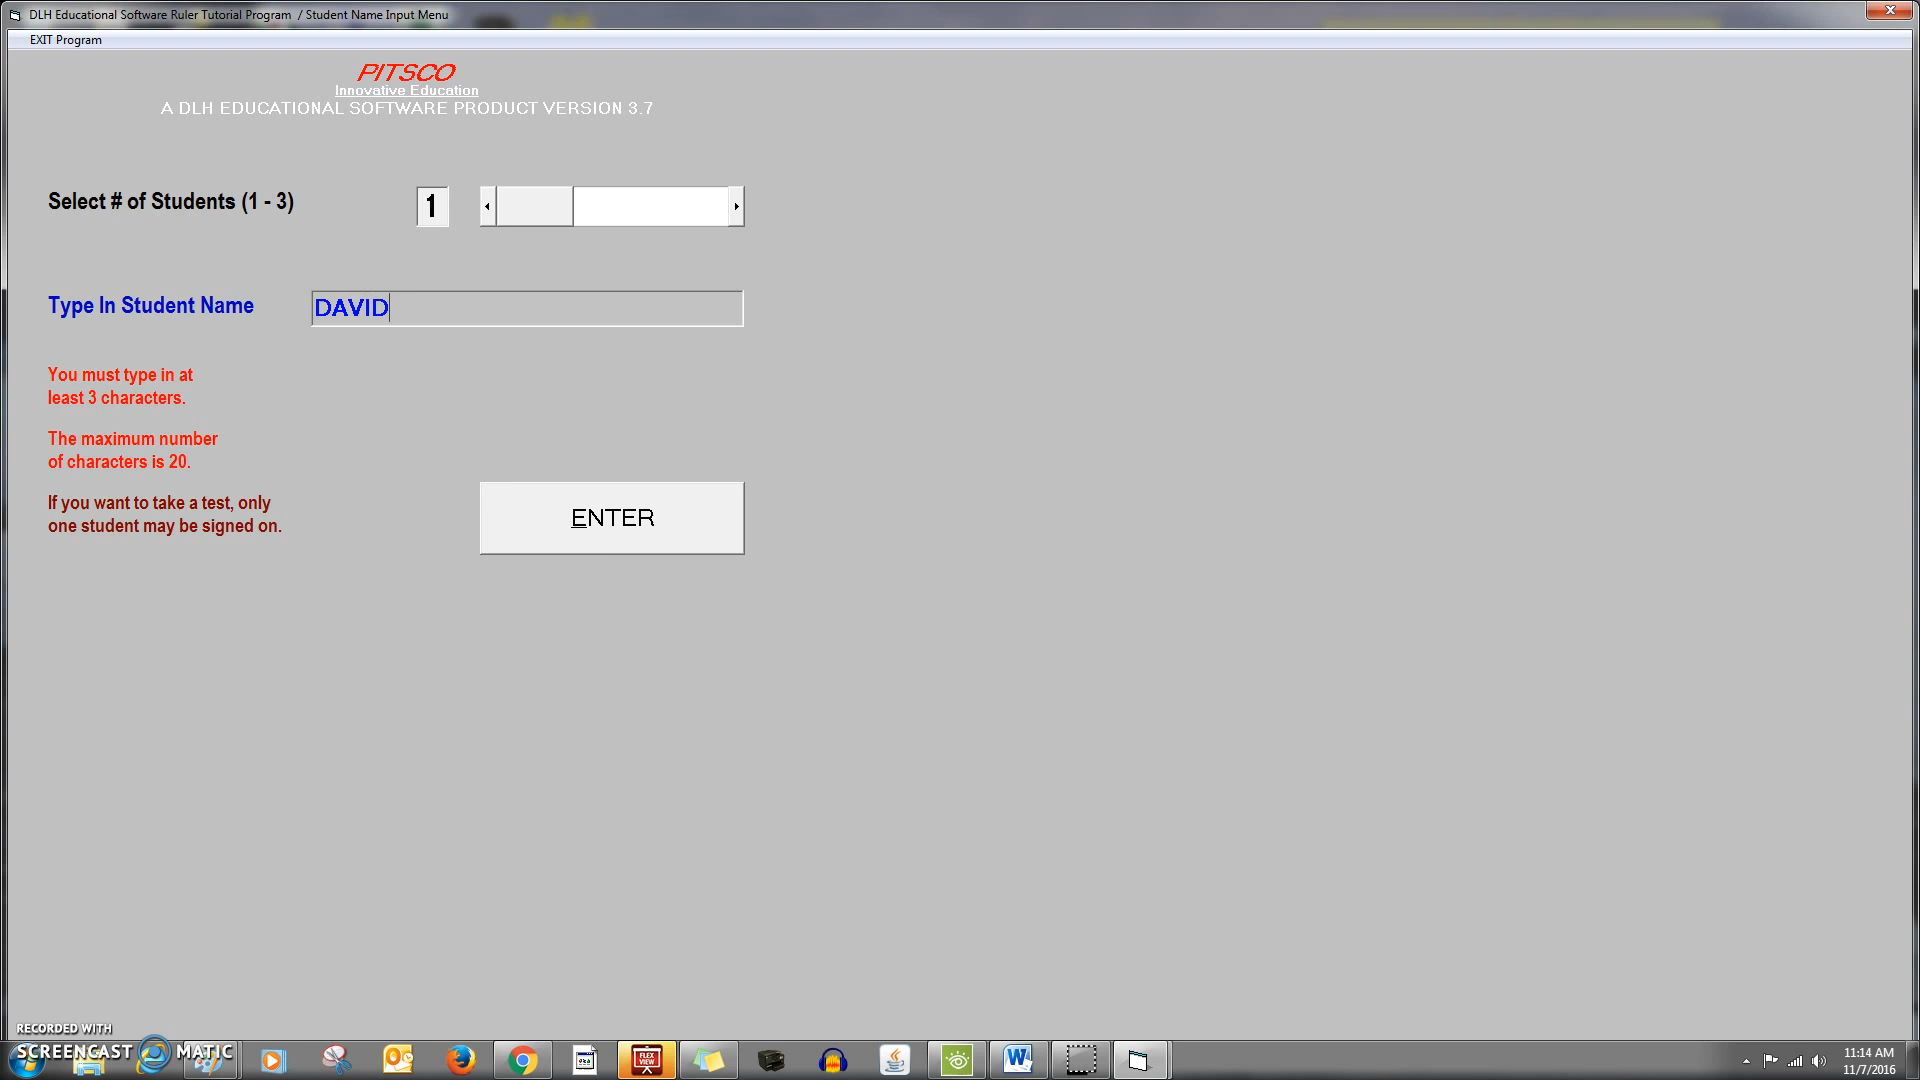 DLH Educational Software Ruler Tutorial Program / Student Name Input Menu
EXIT Program
PITSCO
Innovative Education
A DLH EDUCATIONAL SOFTWARE PRODUCT VERSION 3.7
Select # of Students (1 - 3)
1
Type In Student Name
DAVID
You must type in at
least 3 characters.
The maximum number
of characters is 20.
If you want to take a test, only
one student may be signed on.
ENTER
RECORDED WITH
SCREENCAST MATIC
FLEX
VIEW
11:14 AM
11/7/2016